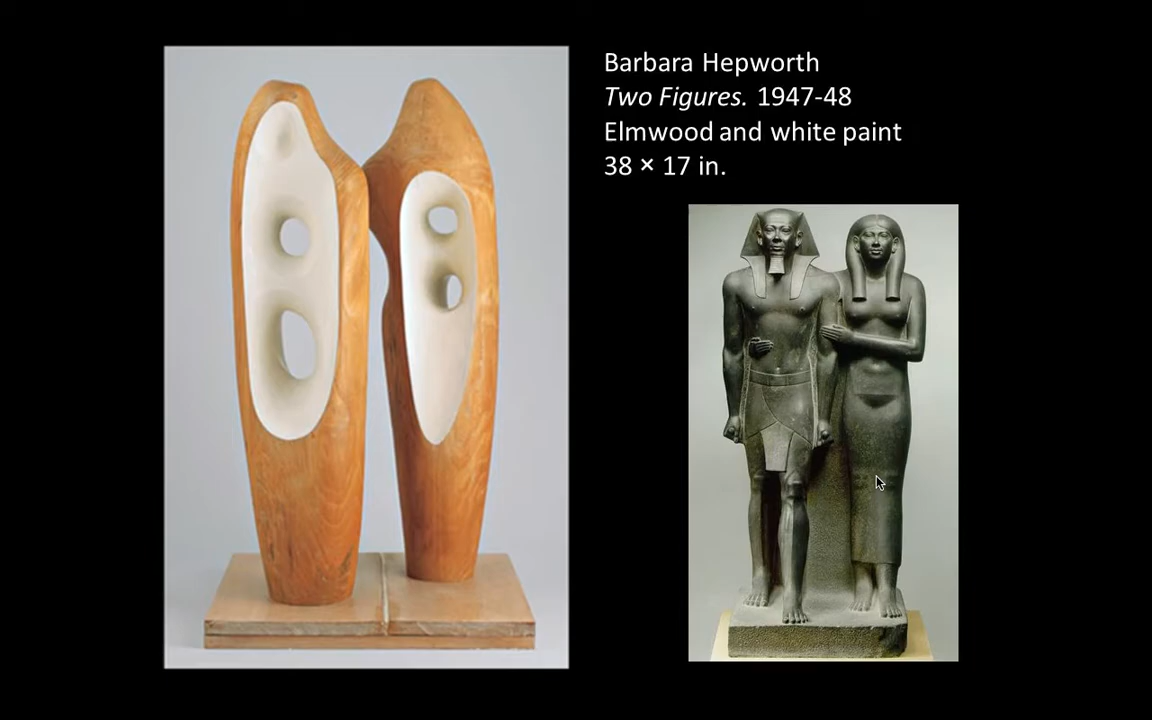 Barbara Hepworth
Two Figures. 1947-48
Elmwood and white paint
38 × 17 in.